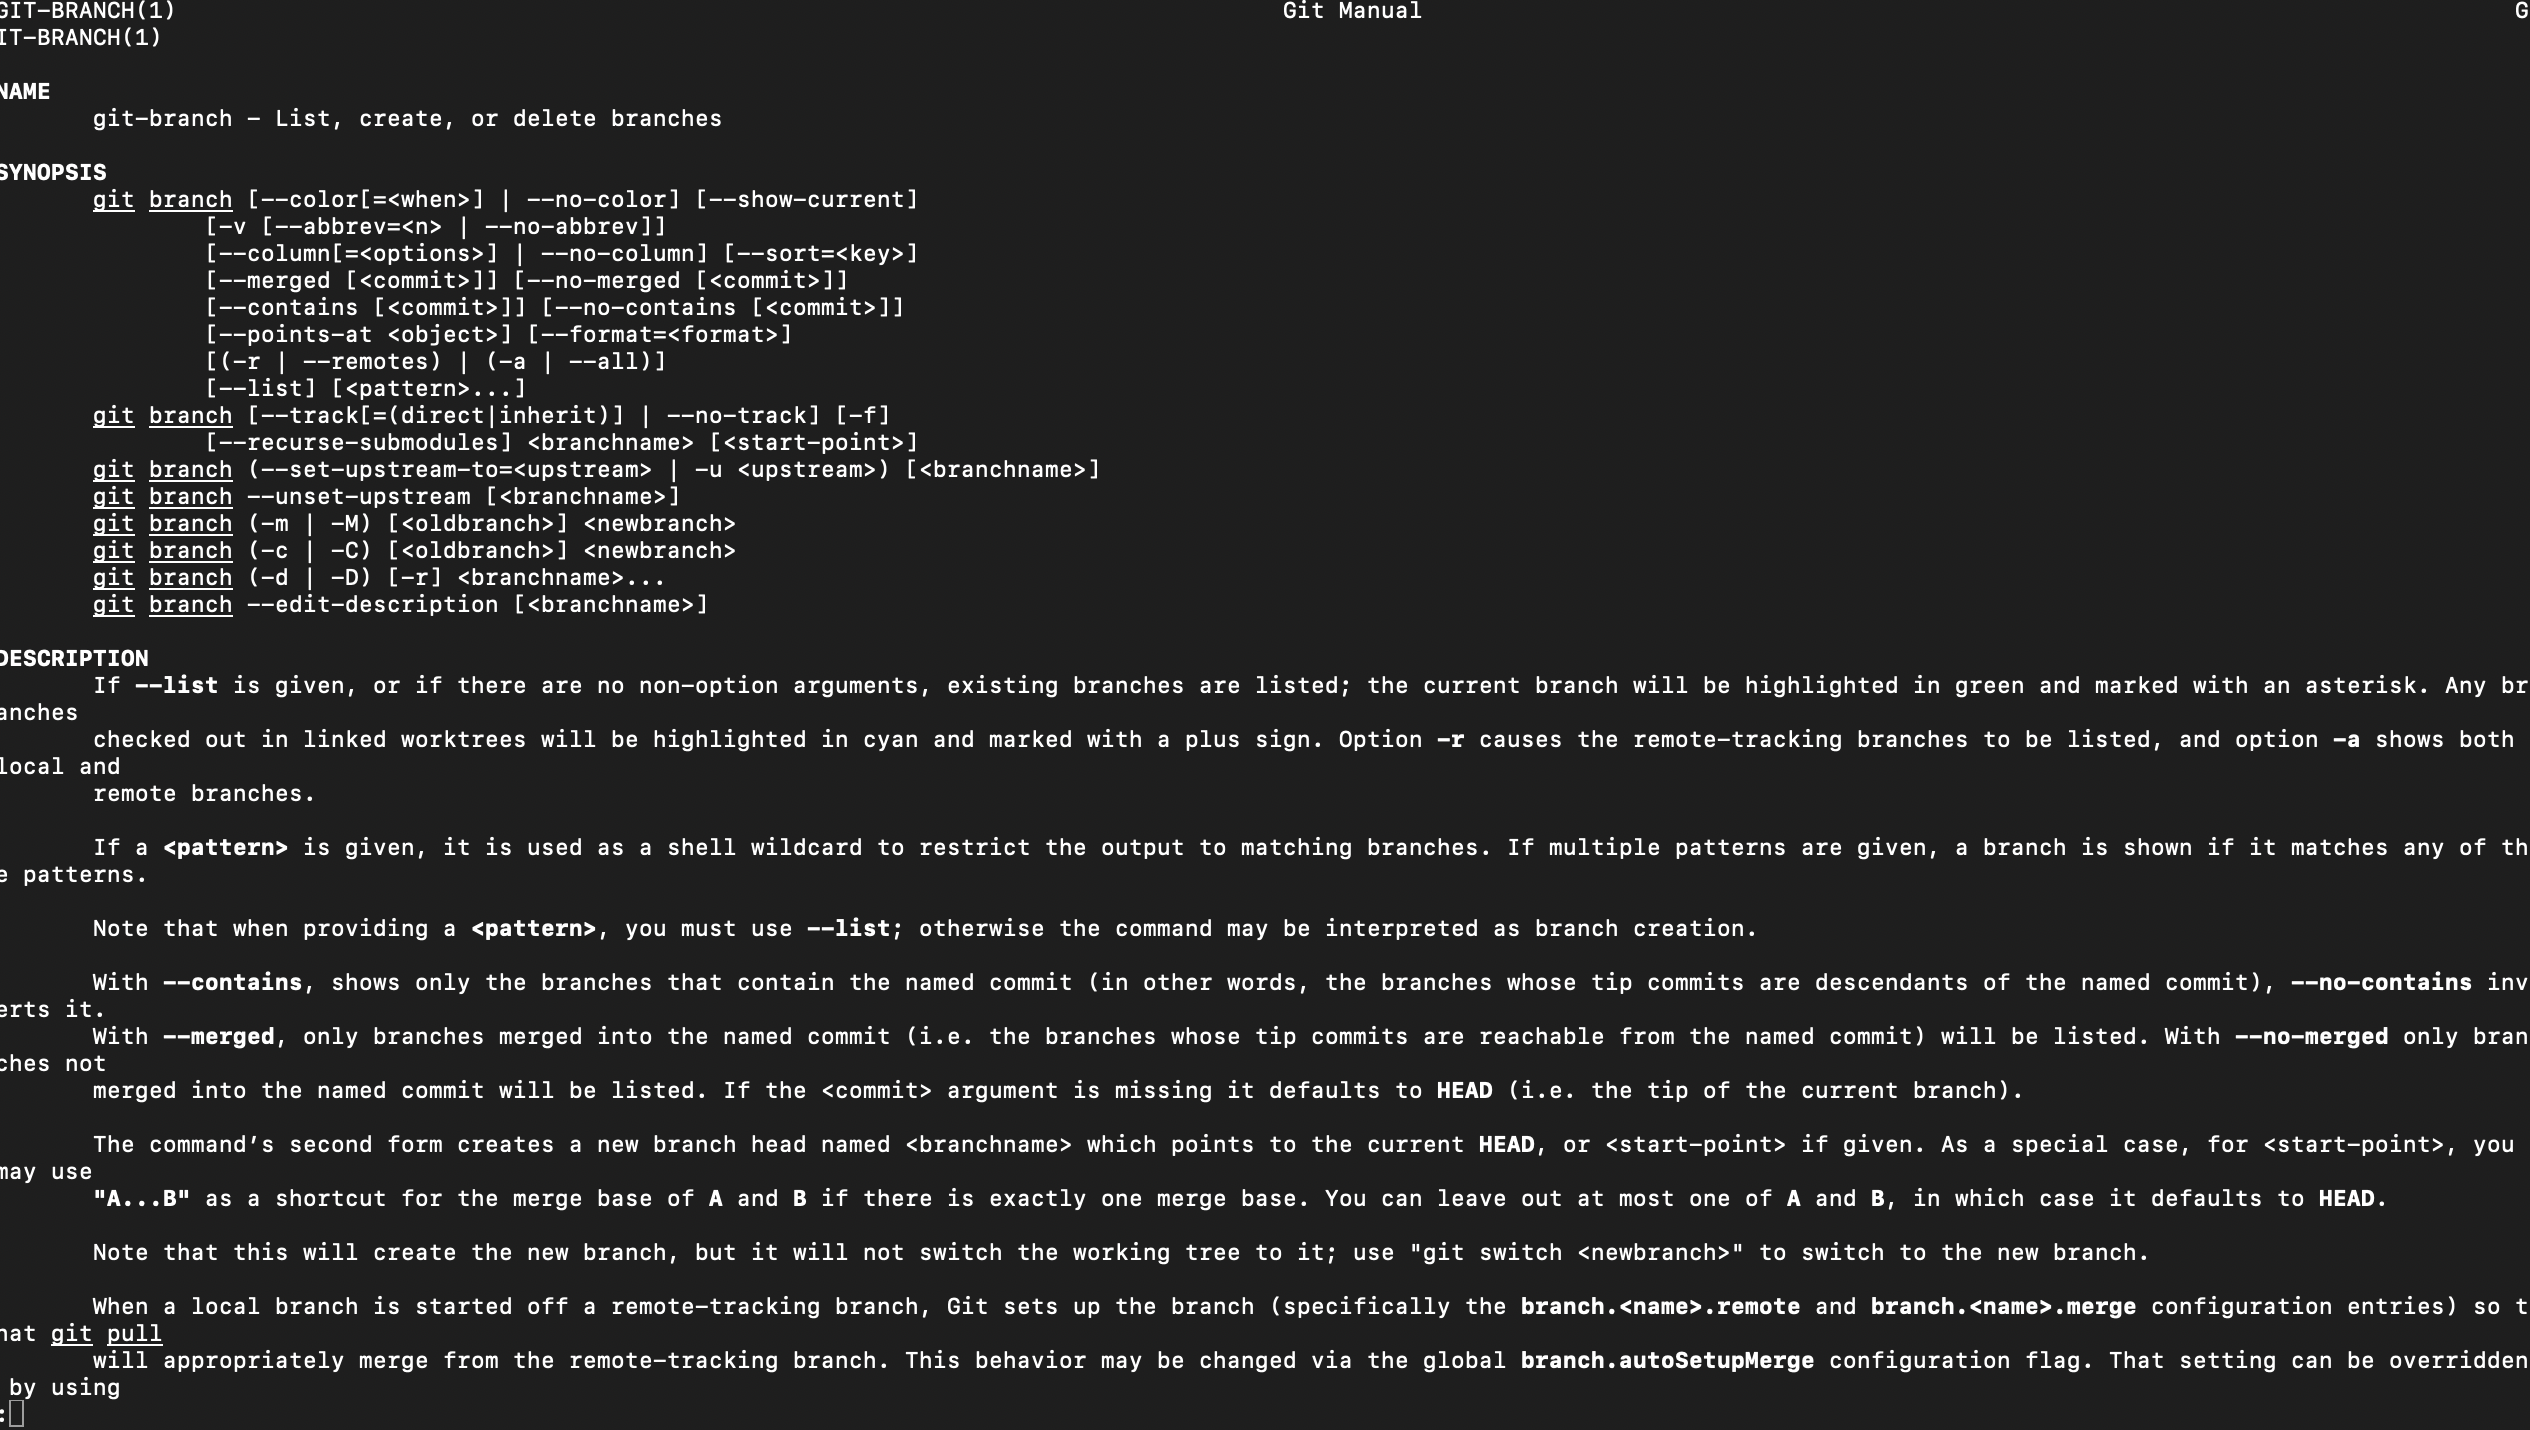 GIT-BRANCH(1) Git Manual G
IT-BRANCH(1)
NAME
git-branch - List, create, or delete branches
SYNOPSIS
git branch [--color[=<when>] | --no-color] [--show-current]
[-v [--abbrev=<n> | --no-abbrev]]
[--column[=<options>] | --no-column] [--sort=<key>]
[--merged [<commit>]] [--no-merged [<commit>]]
[--contains [<commit>]] [--no-contains [<commit>]]
[--points-at <object>] [--format=<format>]
[(-r | --remotes) | (-a | --all)]
[--list] [<pattern>...]
git branch [--track[=(direct|inherit)] | --no-track] [-f]
[--recurse-submodules] <branchname> [<start-point>]
git branch (--set-upstream-to=<upstream> | -u <upstream>) [<branchname>]
git branch --unset-upstream [<branchname>]
git branch (-m | -M) [<oldbranch>] <newbranch>
git branch (-c | -C) [<oldbranch>] <newbranch>
git branch (-d | -D) [-r] <branchname>...
git branch --edit-description [<branchname>]
DESCRIPTION
If --list is given, or if there are no non-option arguments, existing branches are listed; the current branch will be highlighted in green and marked with an asterisk. Any br
anches
checked out in linked worktrees will be highlighted in cyan and marked with a plus sign. Option -r causes the remote-tracking branches to be listed, and option -a shows both
local and
remote branches.
If a <pattern> is given, it is used as a shell wildcard to restrict the output to matching branches. If multiple patterns are given, a branch is shown if it matches any of th
e patterns.
Note that when providing a <pattern>, you must use --list; otherwise the command may be interpreted as branch creation.
With --contains, shows only the branches that contain the named commit (in other words, the branches whose tip commits are descendants of the named commit), --no-contains inv
erts it.
With --merged, only branches merged into the named commit (i.e. the branches whose tip commits are reachable from the named commit) will be listed. With --no-merged only bran
ches not
merged into the named commit will be listed. If the <commit> argument is missing it defaults to HEAD (i.e. the tip of the current branch).
The command’s second form creates a new branch head named <branchname> which points to the current HEAD, or <start-point> if given. As a special case, for <start-point>, you
may use
"A...B" as a shortcut for the merge base of A and B if there is exactly one merge base. You can leave out at most one of A and B, in which case it defaults to HEAD.
Note that this will create the new branch, but it will not switch the working tree to it; use "git switch <newbranch>" to switch to the new branch.
When a local branch is started off a remote-tracking branch, Git sets up the branch (specifically the branch.<name>.remote and branch.<name>.merge configuration entries) so t
hat git pull
will appropriately merge from the remote-tracking branch. This behavior may be changed via the global branch.autoSetupMerge configuration flag. That setting can be overridden
by using
: